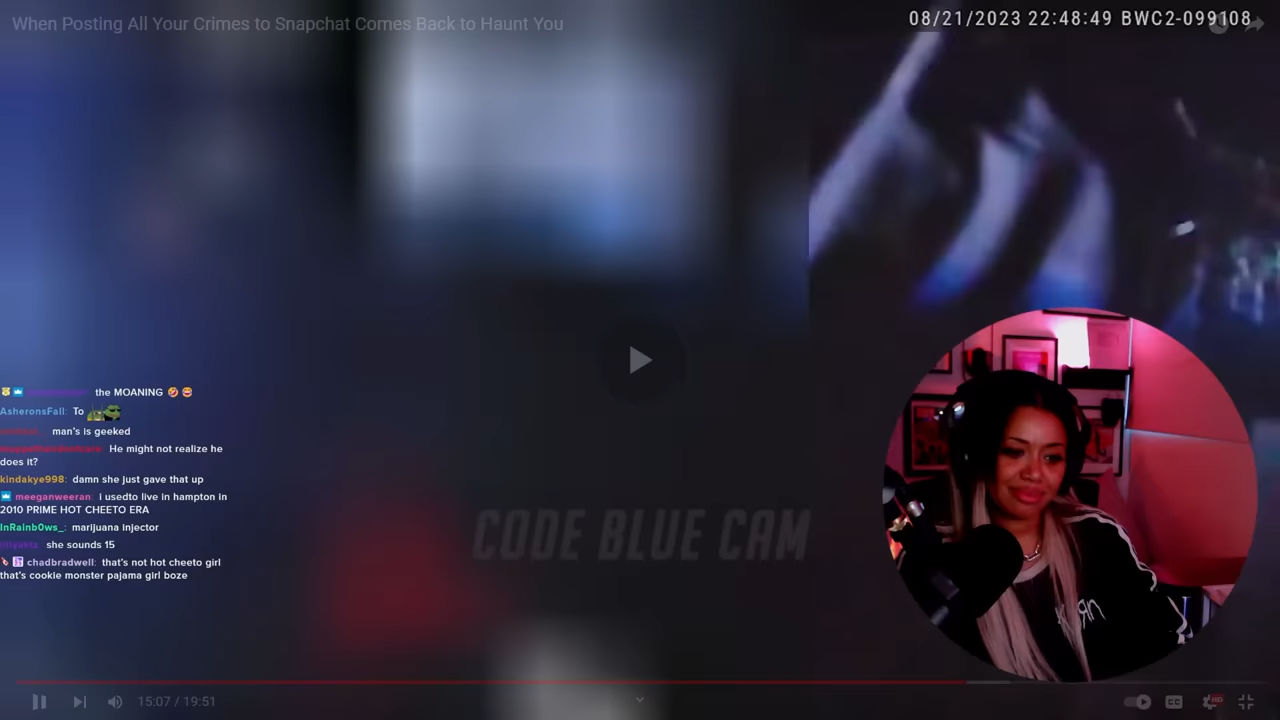 When Posting All Your Crimes to Snapchat Comes Back to Haunt You
08/21/2023 22:48:49 BWC2-099108
the MOANING 🤣 😩
AsheronsFall: To
man's is geeked
He might not realize he
does it?
kindakye998: damn she just gave that up
meeganweeran: i usedto live in hampton in
2010 PRIME HOT CHEETO ERA
InRainb0ws_: marijuana injector
she sounds 15
chadbradwell: that's not hot cheeto girl
that's cookie monster pajama girl boze
CODE BLUE CAM
KoЯn
15:07 / 19:51
CC
HD